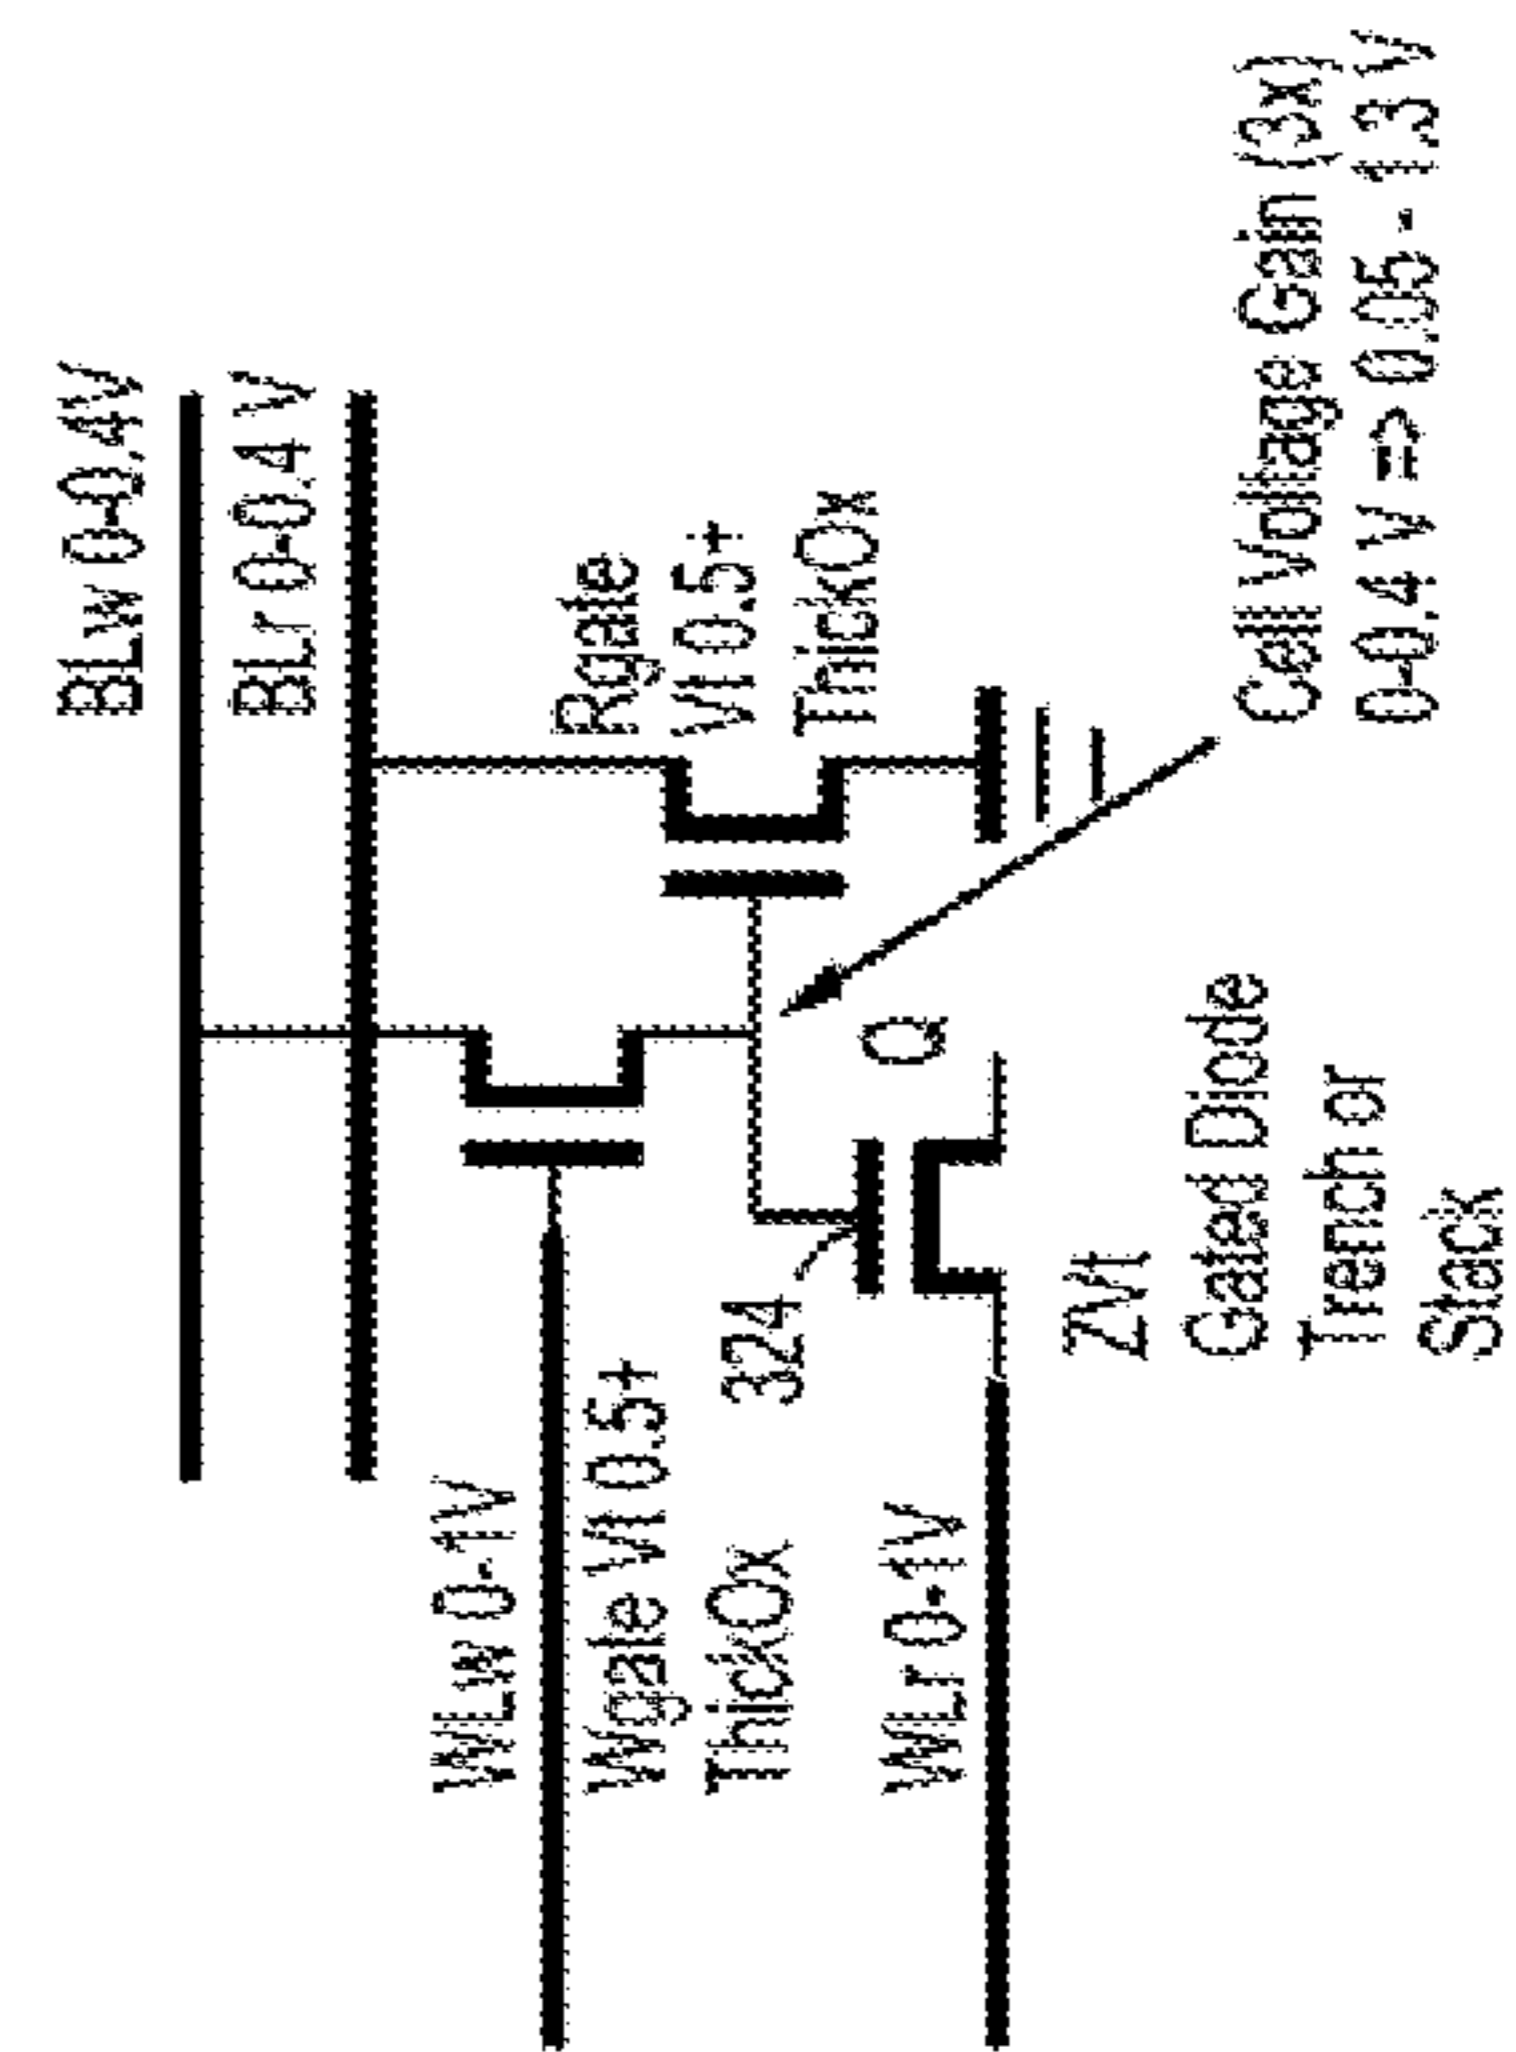 BLw 0-0.4V
BLr 0-0.4 V
Rgate
Vt 0.5+
ThickOx
WLw 0-1V
Wgate Vt 0.5+
ThickOx
324
WLr 0-1V
Q
ZVt
Gated Diode
Trench or
Stack
Cell Voltage Gain (3x)
0-0.4 V => 0.05 - 1.3 V